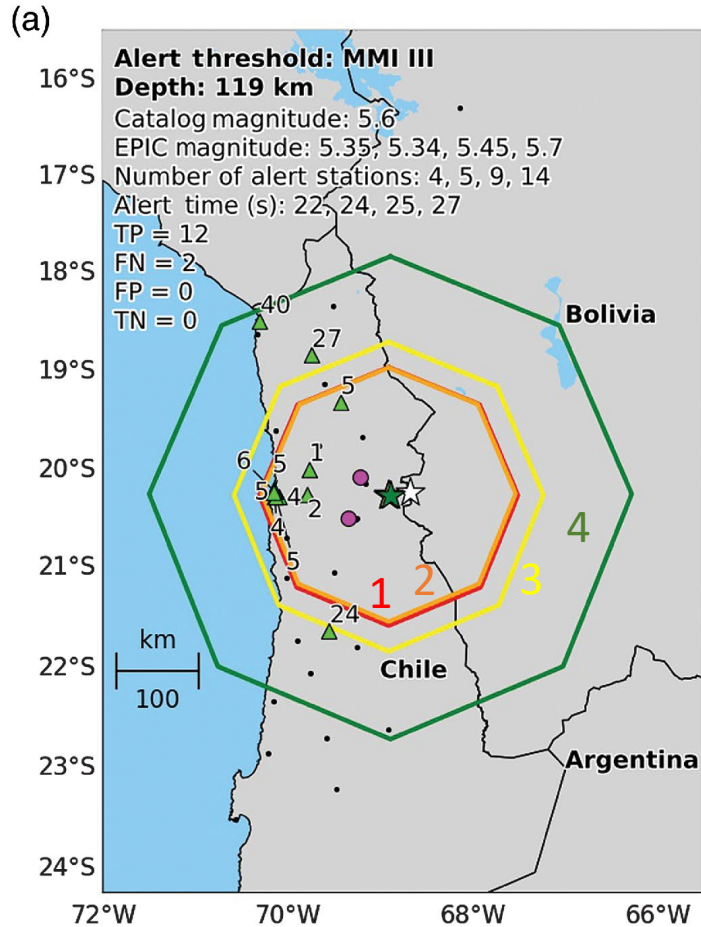 (a)
Alert threshold: MMI III
Depth: 119 km
Catalog magnitude: 5.6
EPIC magnitude: 5.35, 5.34, 5.45, 5.7
Number of alert stations: 4, 5, 9, 14
Alert time (s): 22, 24, 25, 27
TP = 12
FN = 2
FP = 0
TN = 0
16°S
17°S
18°S
19°S
20°S
21°S
22°S
23°S
24°S
40
27
5
Bolivia
6
5
1
5
4
2
4
5
24
1
2
3
4
km
100
Chile
Argentina
72°W
70°W
68°W
66°W